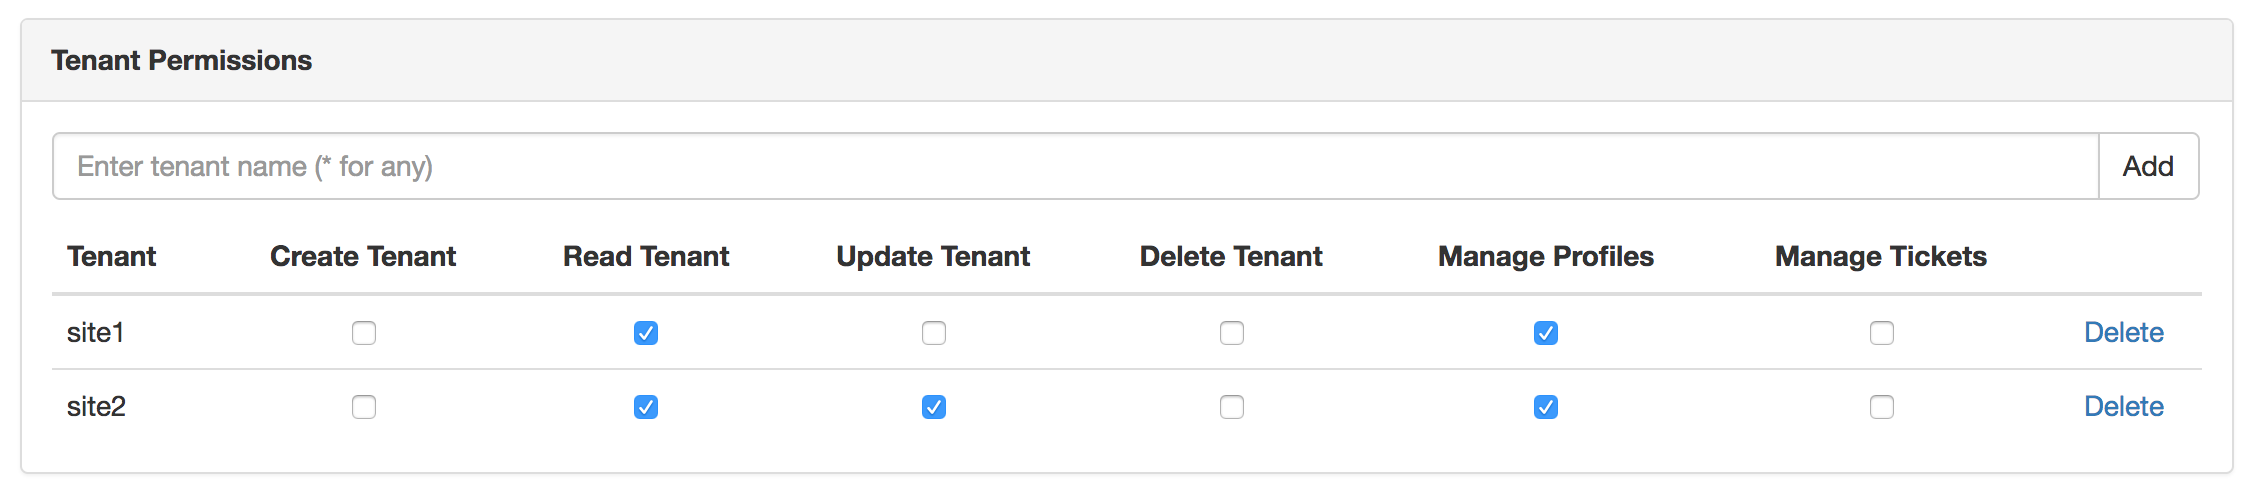 Tenant Permissions
Enter tenant name (* for any) Add
Tenant Create Tenant Read Tenant Update Tenant Delete Tenant Manage Profiles Manage Tickets
site1 Delete
site2 Delete